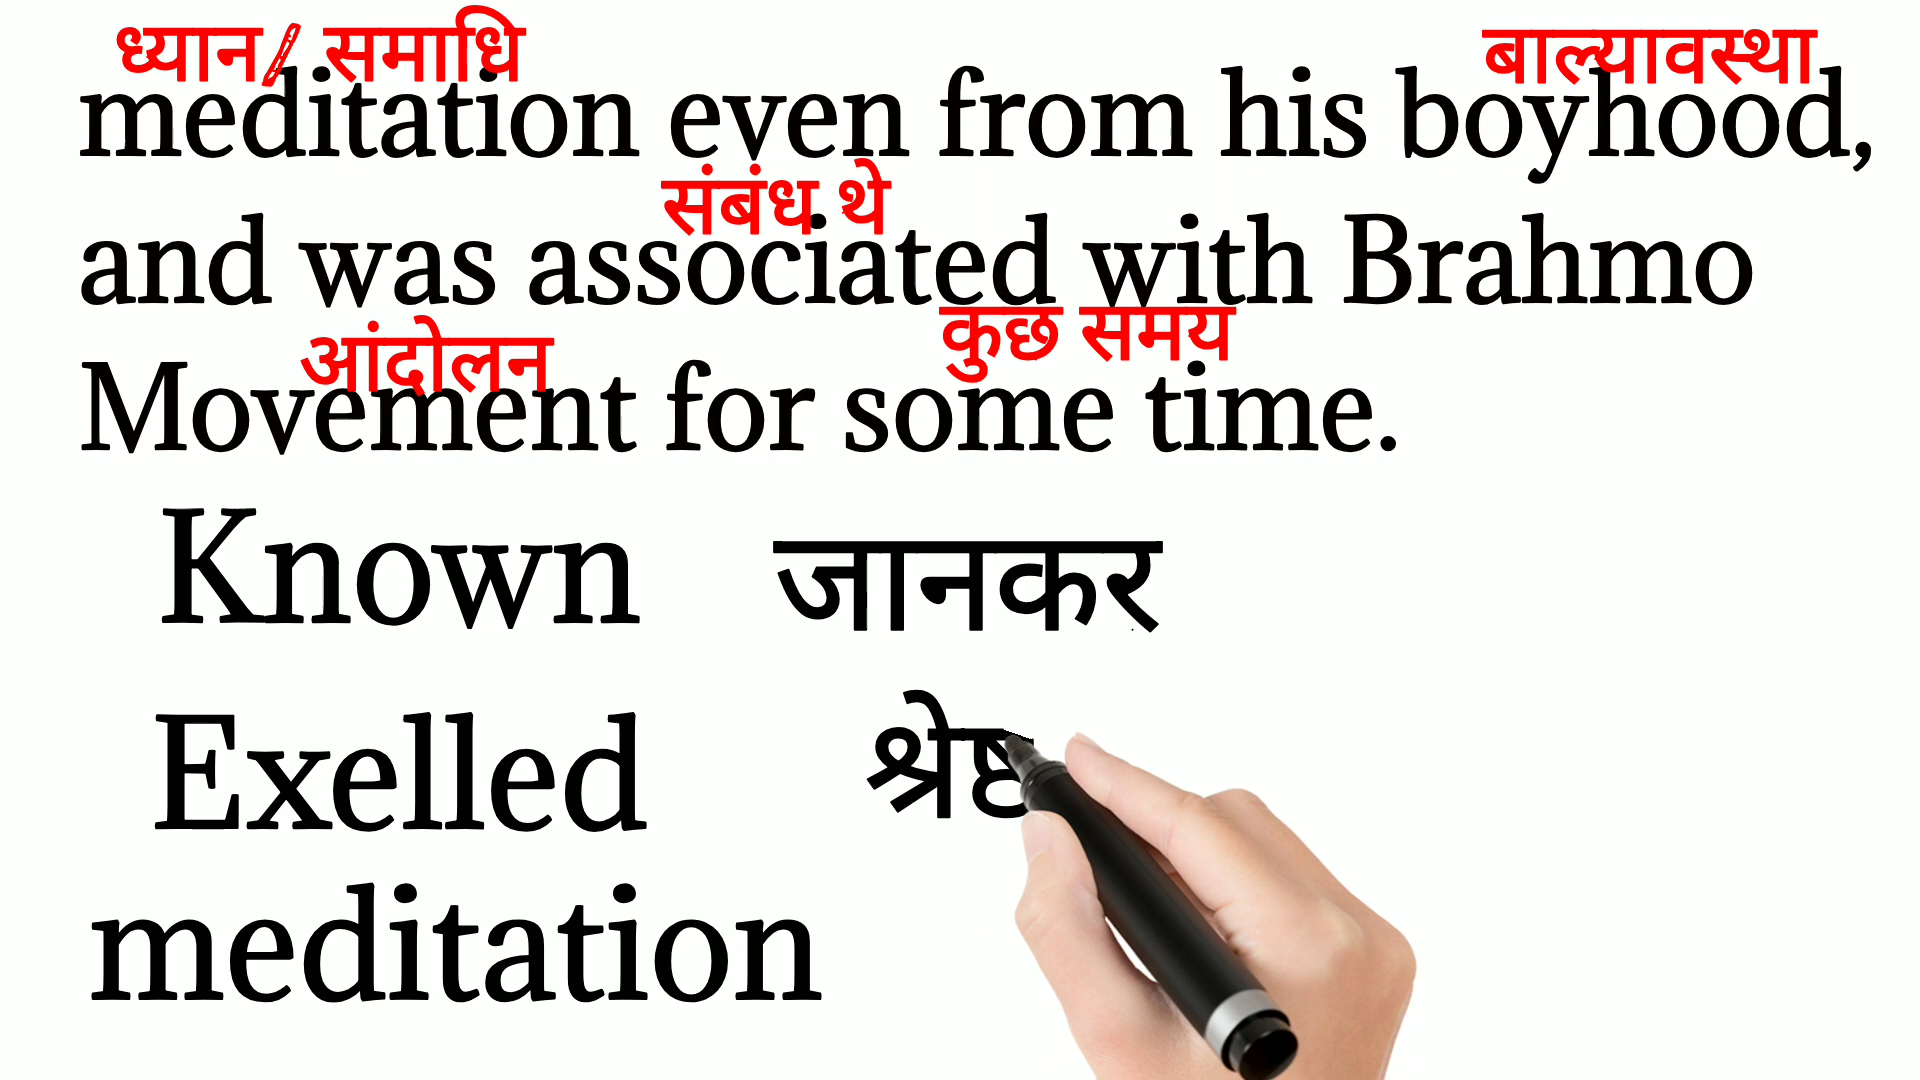 ध्यान/ समाधि बाल्यावस्था
meditation even from his boyhood,
संबंध थे
and was associated with Brahmo
आंदोलन कुछ समय
Movement for some time.
Known जानकर
Exelled श्रेष्ठ
meditation